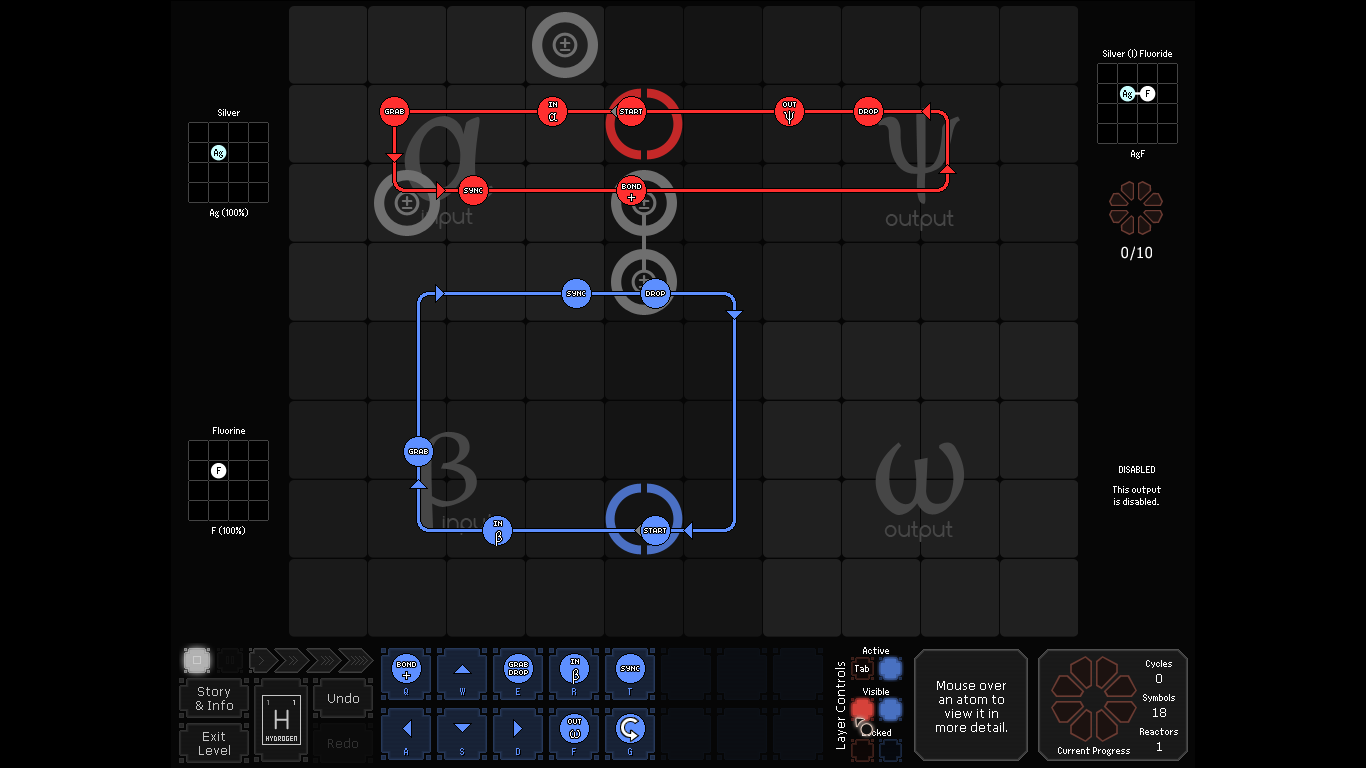 Silver
Ag
Ag (100%)
Fluorine
F
F (100%)
GRAB
IN
α
START
OUT
ψ
DROP
SYNC
BOND
+
α
input
ψ
output
SYNC
DROP
GRAB
IN
β
START
β
input
ω
output
Silver (I) Fluoride
Ag F
AgF
0/10
DISABLED
This output
is disabled.
Story
& Info
Exit
Level
1 1
H
HYDROGEN
Undo
Redo
BOND
+
Q
W
GRAB
DROP
E
IN
β
R
SYNC
T
A
S
D
OUT
ω
F
G
Layer Controls
Active
Tab
Visible
Mouse over
an atom to
view it in
more detail.
Current Progress
Cycles
0
Symbols
18
Reactors
1